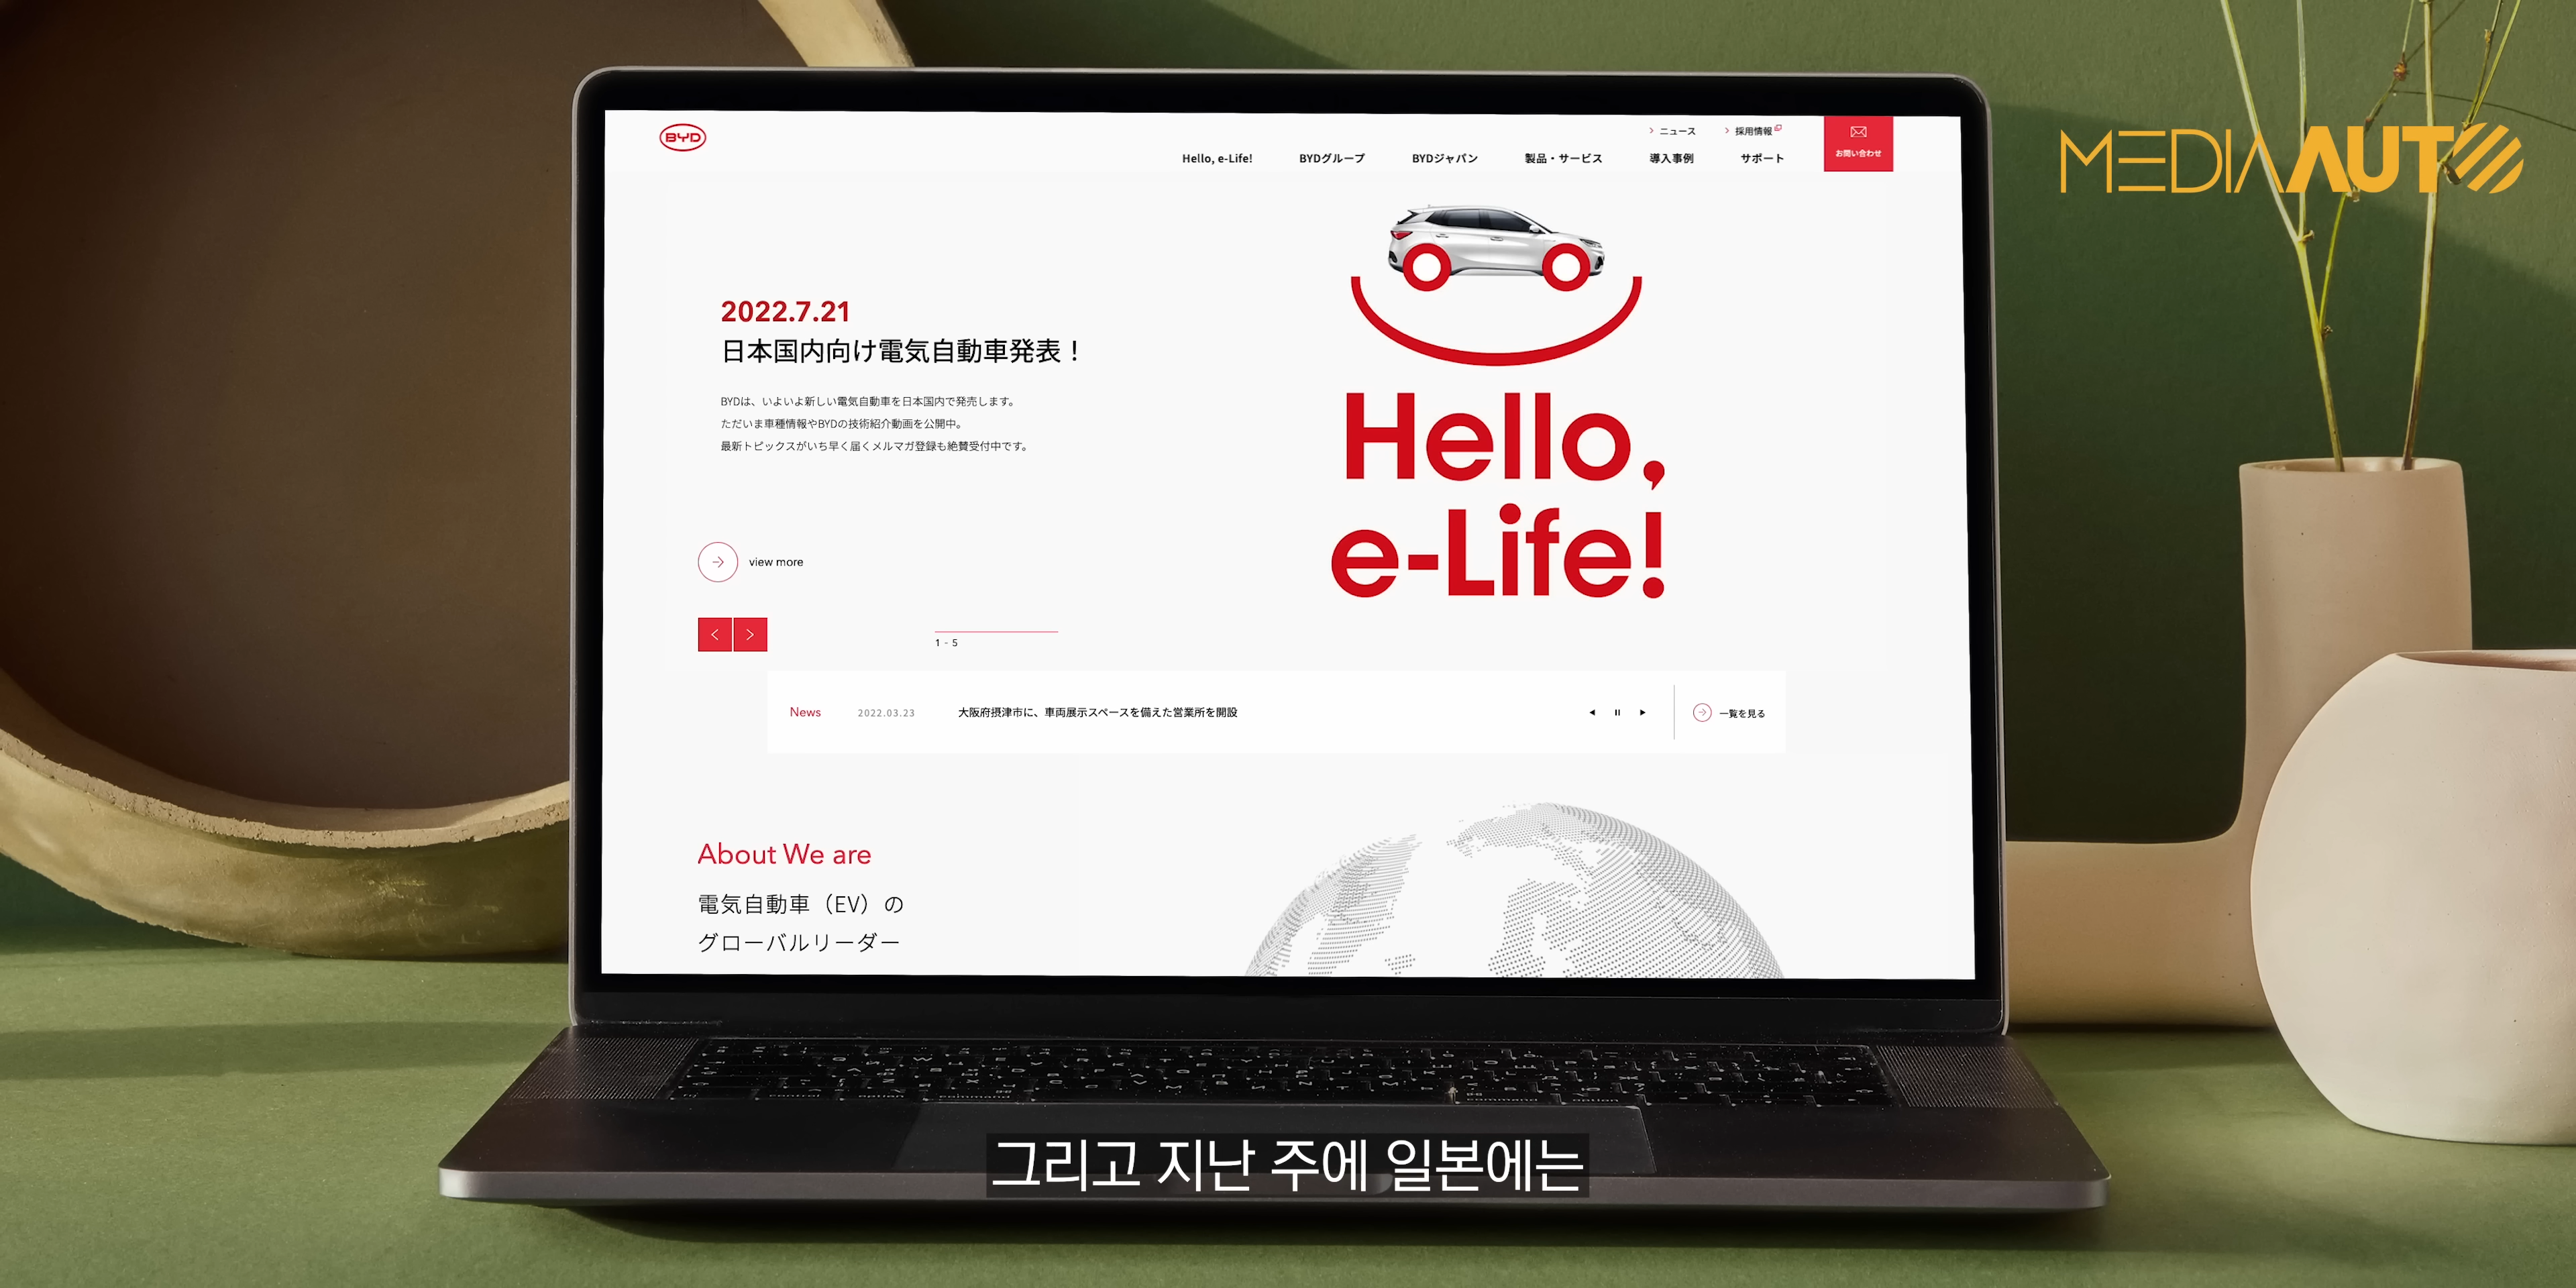 BYD
ニュース
採用情報
お問い合わせ
Hello, e-Life!
BYDグループ
BYDジャパン
製品・サービス
導入事例
サポート
MEDIAAUTO
2022.7.21
日本国内向け電気自動車発表！
BYDは、いよいよ新しい電気自動車を日本国内で発売します。
ただいま車種情報やBYDの技術紹介動画を公開中。
最新トピックスがいち早く届くメルマガ登録も絶賛受付中です。
Hello,
e-Life!
view more
1 - 5
News
2022.03.23
大阪府摂津市に、車両展示スペースを備えた営業所を開設
一覧を見る
About We are
電気自動車（EV）の
グローバルリーダー
control
option
command
command
option
그리고 지난 주에 일본에는